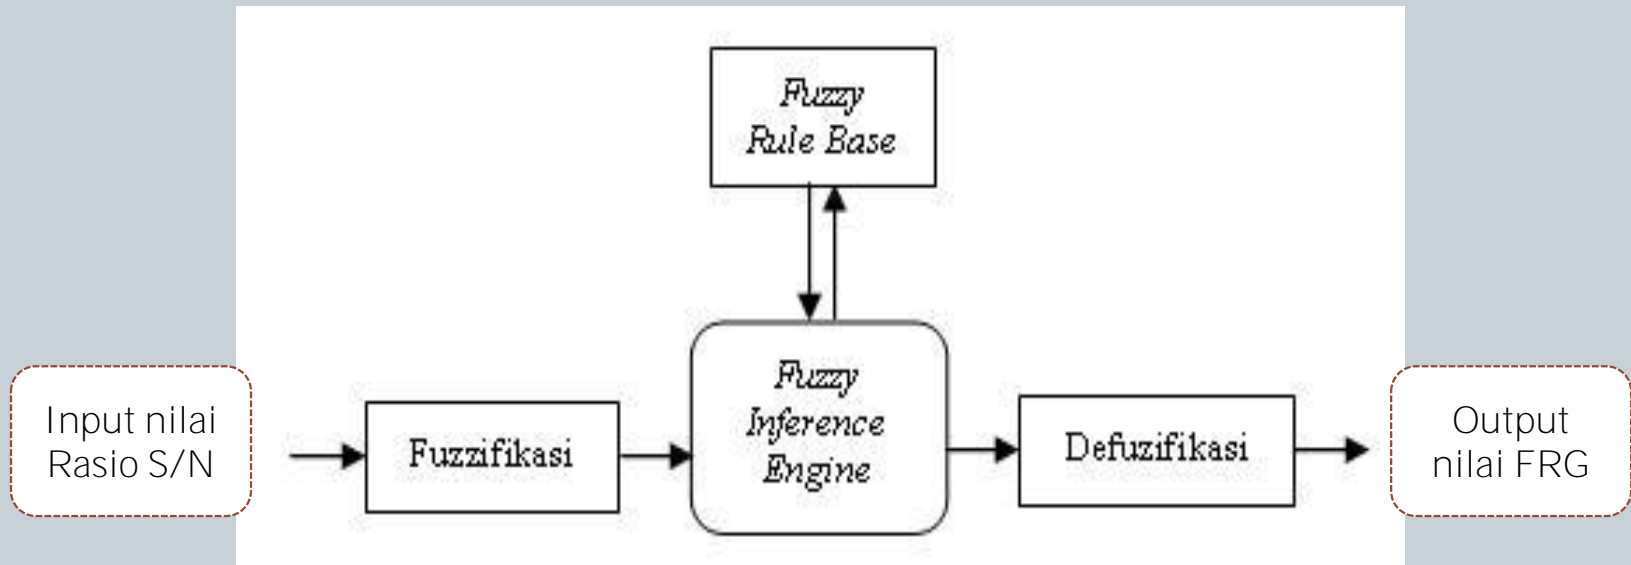 Fuzzy
Rule Base
Input nilai
Rasio S/N
Fuzzifikasi
Fuzzy
Inference
Engine
Defuzifikasi
Output
nilai FRG